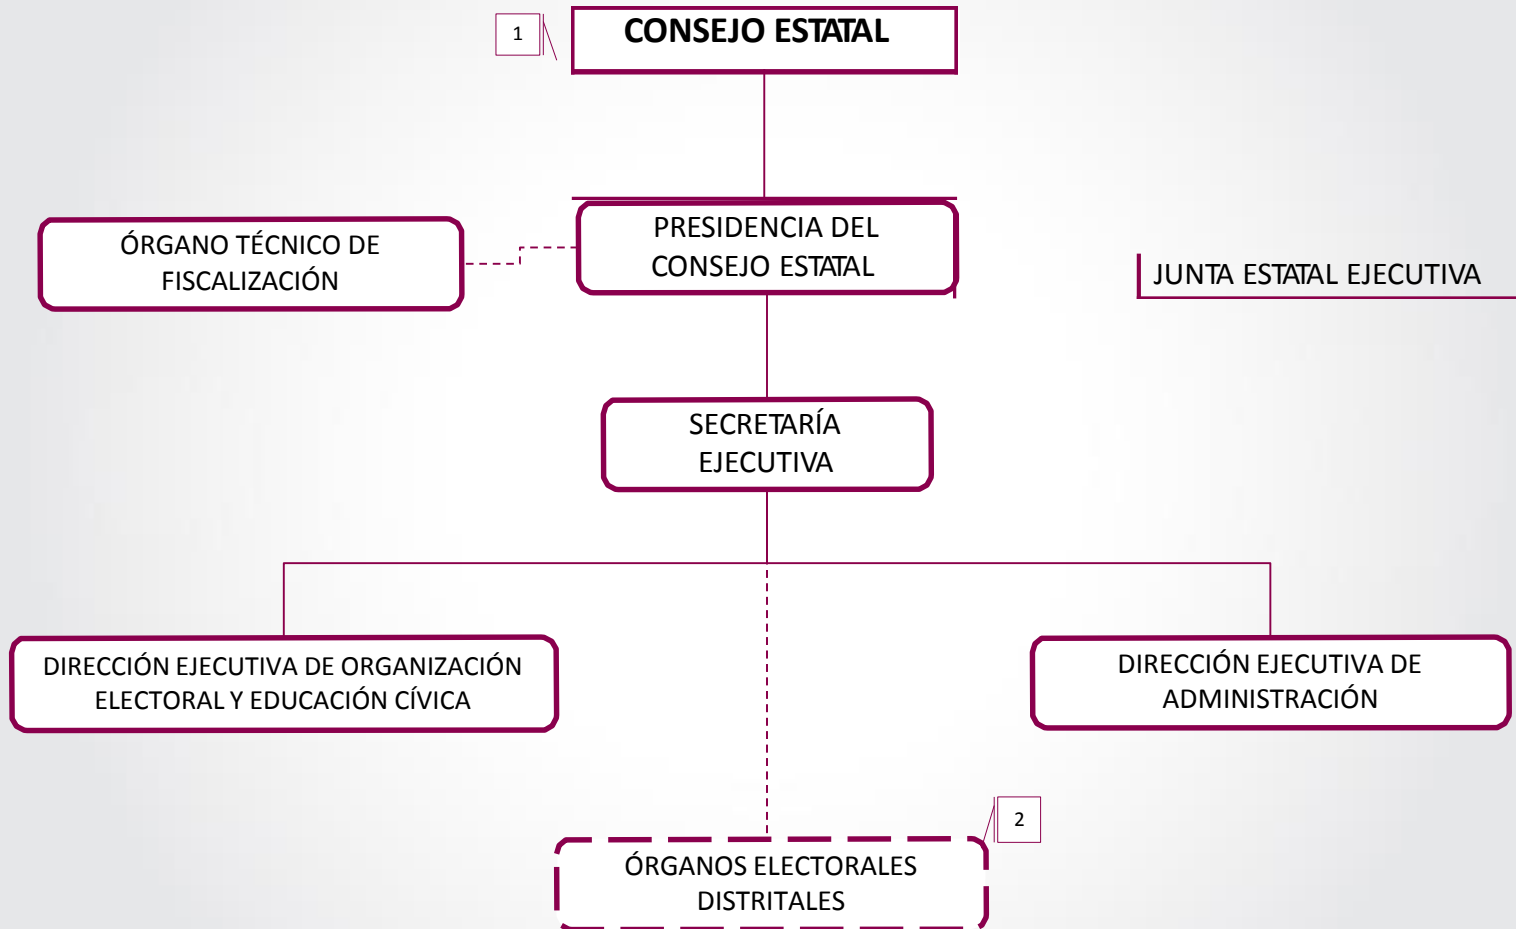 1
CONSEJO ESTATAL
ÓRGANO TÉCNICO DE
FISCALIZACIÓN
PRESIDENCIA DEL
CONSEJO ESTATAL
JUNTA ESTATAL EJECUTIVA
SECRETARÍA
EJECUTIVA
DIRECCIÓN EJECUTIVA DE ORGANIZACIÓN
ELECTORAL Y EDUCACIÓN CÍVICA
DIRECCIÓN EJECUTIVA DE
ADMINISTRACIÓN
2
ÓRGANOS ELECTORALES
DISTRITALES